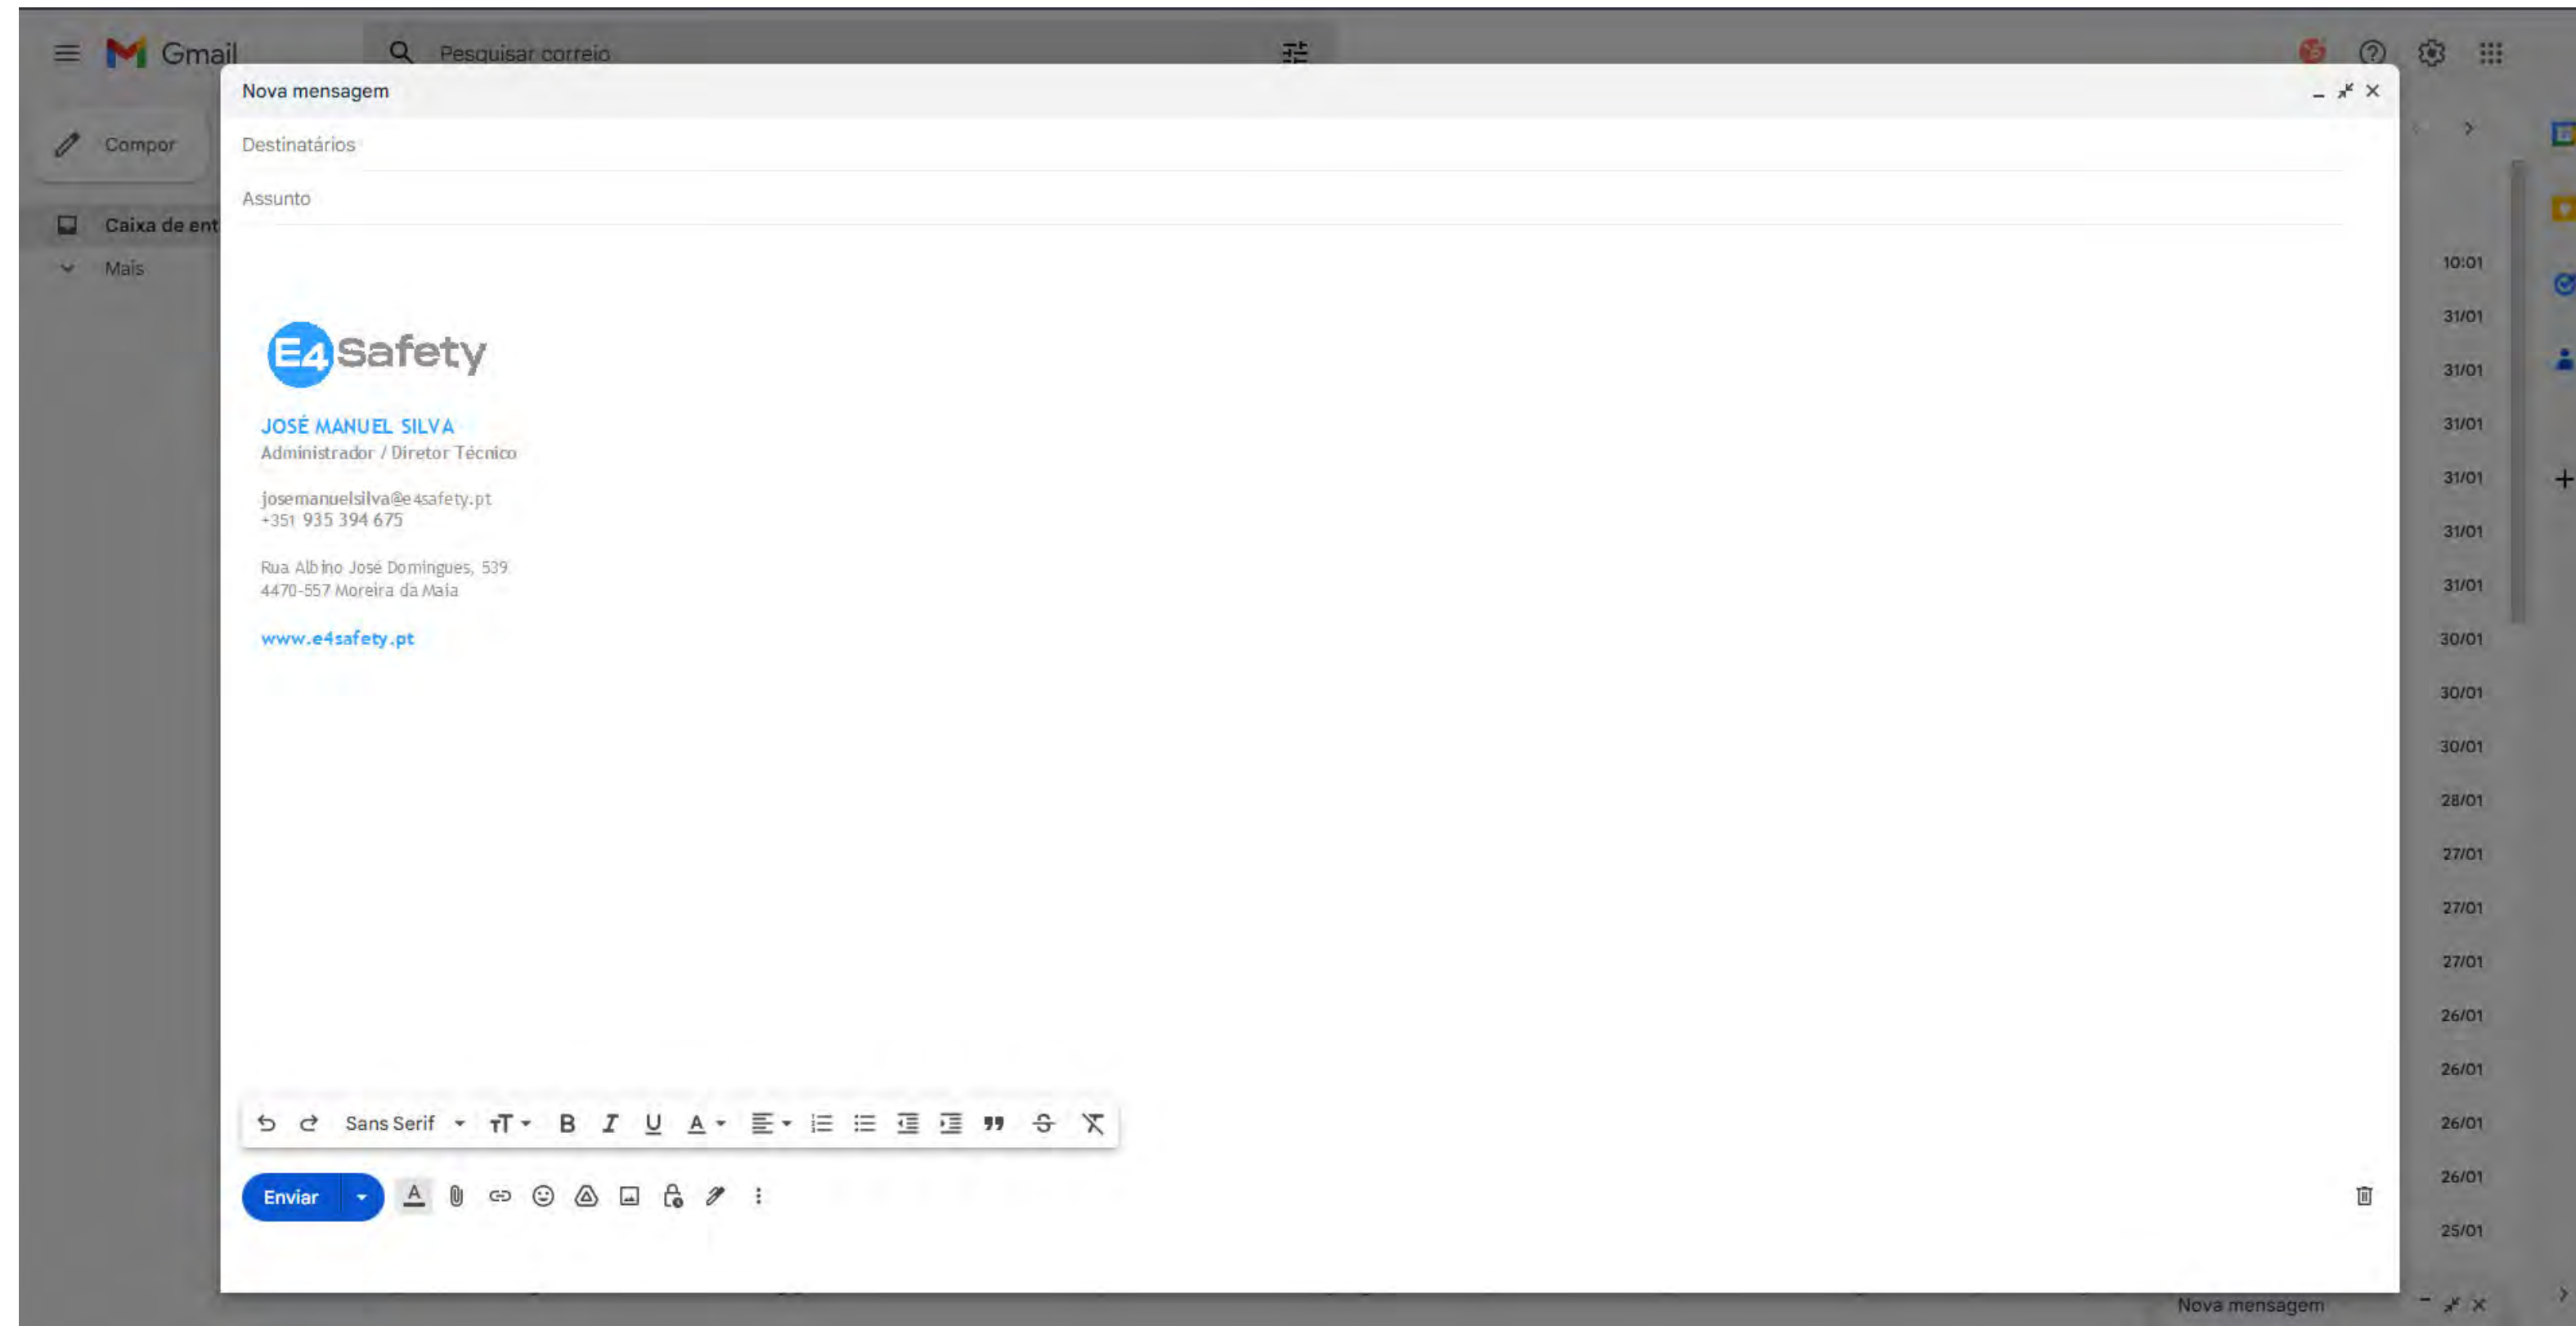 Gmail
Pesquisar correio
Nova mensagem
Compor
Destinatários
Assunto
Caixa de ent
Mais
E4 Safety
JOSÉ MANUEL SILVA
Administrador / Diretor Técnico
josemanuelsilva@e4safety.pt
+351 935 394 675
Rua Albino José Domingues, 539
4470-557 Moreira da Maia
www.e4safety.pt
10:01
31/01
31/01
31/01
31/01
31/01
31/01
30/01
30/01
30/01
28/01
27/01
27/01
27/01
26/01
26/01
26/01
26/01
25/01
Sans Serif
Enviar
Nova mensagem